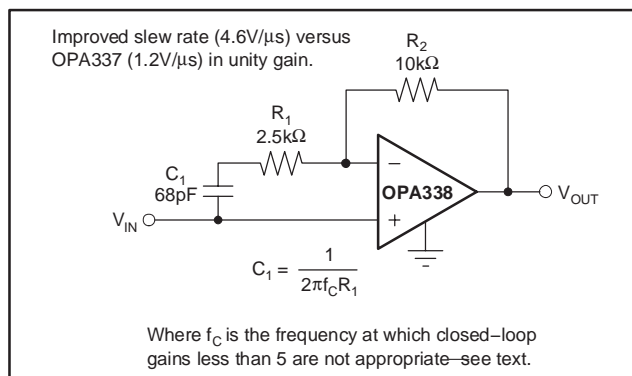 Improved slew rate (4.6V/μs) versus
OPA337 (1.2V/μs) in unity gain.
R2
10kΩ
R1
2.5kΩ
C1
68pF
−
OPA338
+
VIN
VOUT
C1 = 1 / 2πfCR1
Where fC is the frequency at which closed−loop
gains less than 5 are not appropriate—see text.